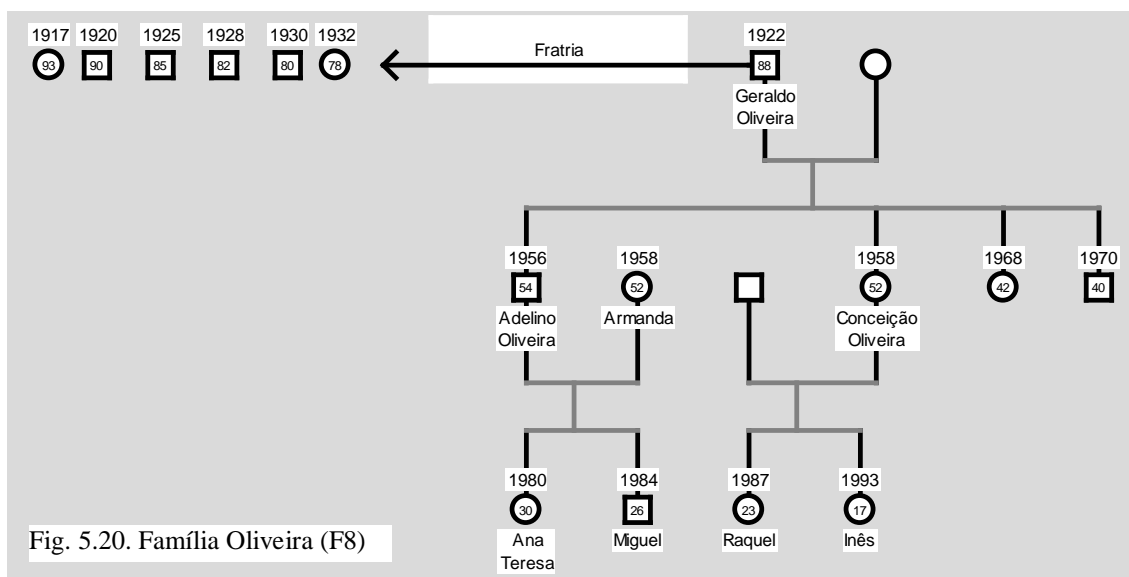 1917 1920 1925 1928 1930 1932 1922
Fratria
93 90 85 82 80 78 88
Geraldo
Oliveira
1956 1958 1958 1968 1970
54 52 52 42 40
Adelino
Oliveira
Armanda
Conceição
Oliveira
1980 1984 1987 1993
30 26 23 17
Ana
Teresa
Miguel
Raquel
Inês
Fig. 5.20. Família Oliveira (F8)